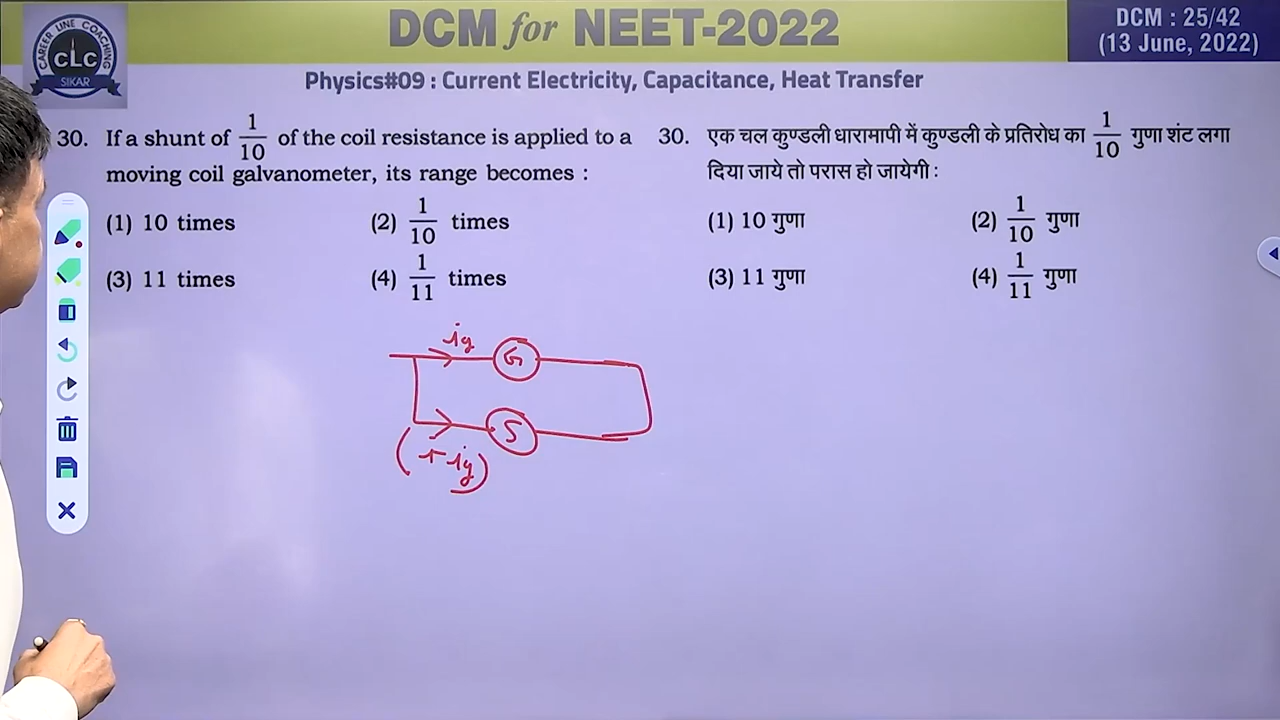 DCM for NEET-2022
DCM : 25/42
(13 June, 2022)
CAREER LINE COACHING
CLC
SIKAR
Physics#09 : Current Electricity, Capacitance, Heat Transfer
30. If a shunt of 1/10 of the coil resistance is applied to a
moving coil galvanometer, its range becomes :
(1) 10 times (2) 1/10 times
(3) 11 times (4) 1/11 times
30. एक चल कुण्डली धारामापी में कुण्डली के प्रतिरोध का 1/10 गुणा शंट लगा
दिया जाये तो परास हो जायेगी :
(1) 10 गुणा (2) 1/10 गुणा
(3) 11 गुणा (4) 1/11 गुणा
ig
G
S
(I-ig)